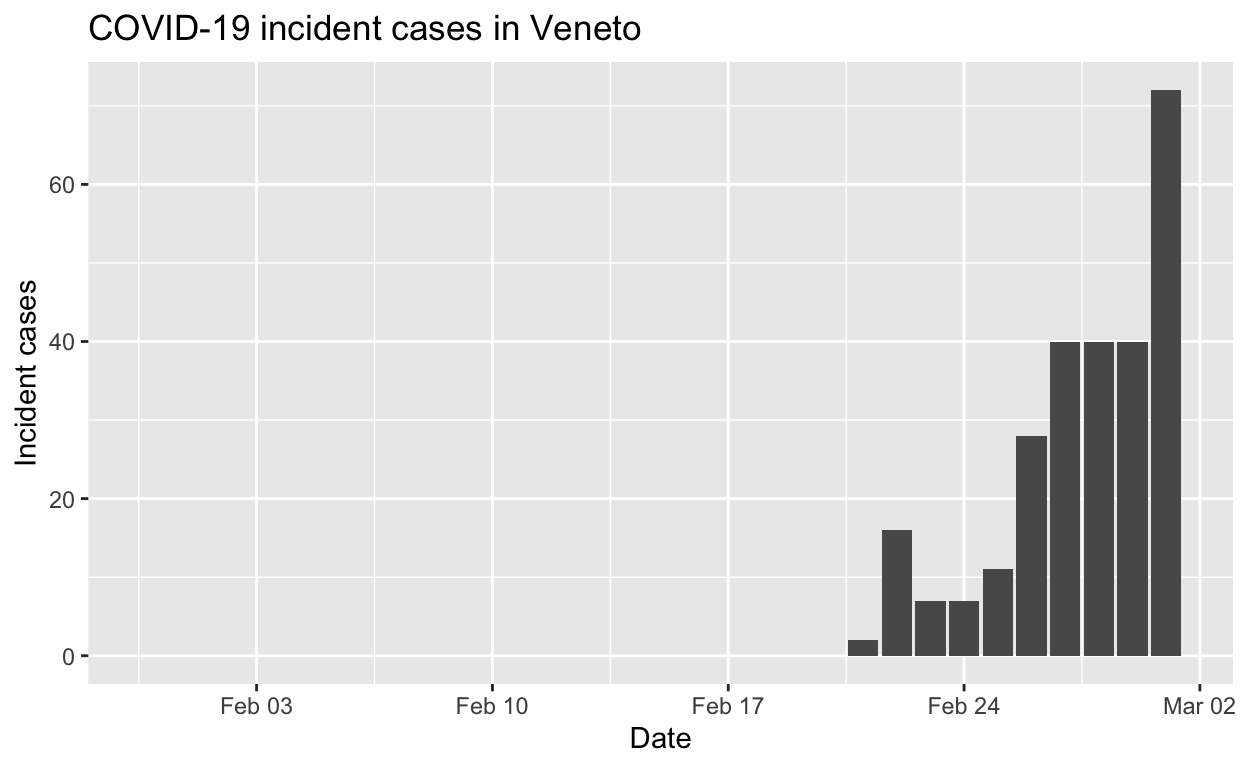 COVID-19 incident cases in Veneto
Incident cases
60
40
20
0
Feb 03 Feb 10 Feb 17 Feb 24 Mar 02
Date